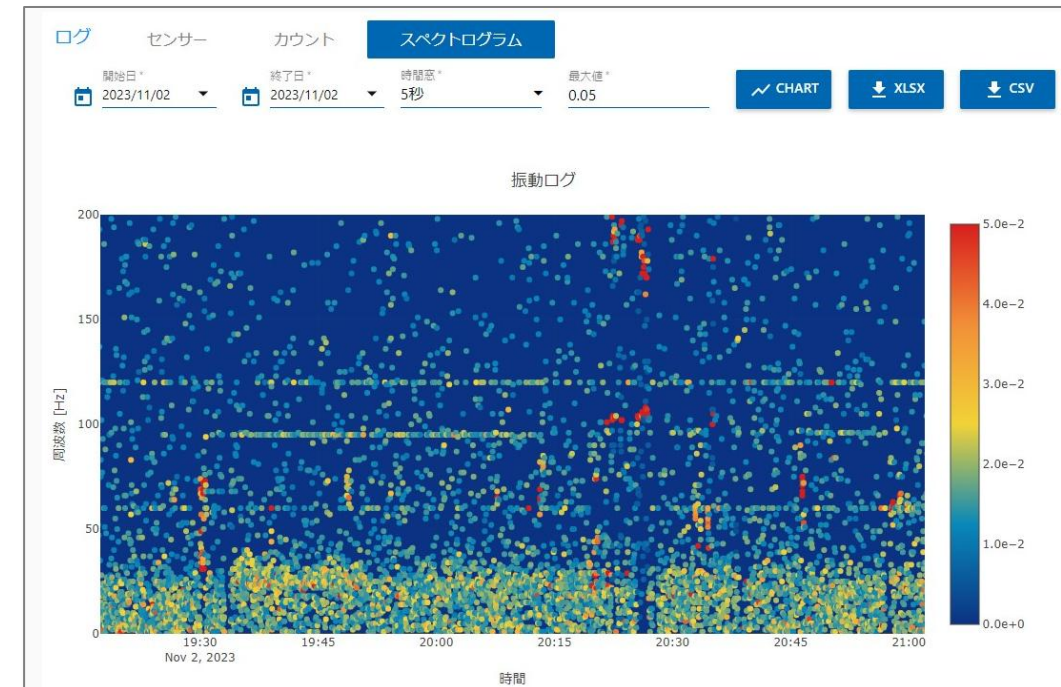 ログ センサー カウント スペクトログラム
開始日* 終了日* 時間窓* 最大値*
2023/11/02 2023/11/02 5秒 0.05 CHART XLSX CSV
振動ログ
200
150
100
50
0
周波数 [Hz]
19:30 19:45 20:00 20:15 20:30 20:45 21:00
Nov 2, 2023
時間
5.0e−2
4.0e−2
3.0e−2
2.0e−2
1.0e−2
0.0e+0